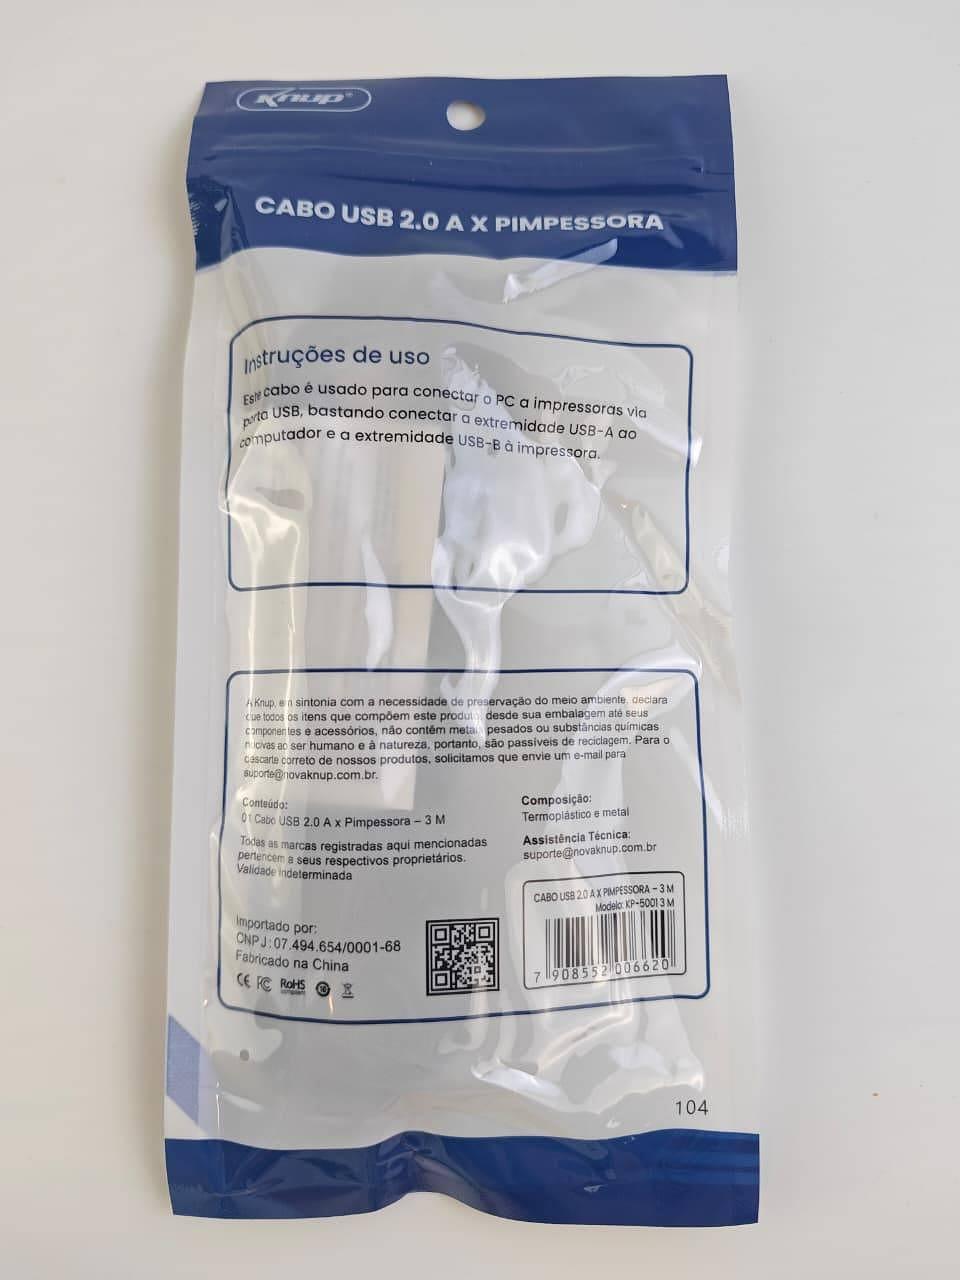 Knup®
CABO USB 2.0 A X PIMPESSORA
Instruções de uso
Este cabo é usado para conectar o PC a impressoras via
porta USB, bastando conectar a extremidade USB-A ao
computador e a extremidade USB-B à impressora.
A Knup, em sintonia com a necessidade de preservação do meio ambiente, declara
que todos os itens que compõem este produto, desde sua embalagem até seus
componentes e acessórios, não contêm metais pesados ou substâncias químicas
nocivas ao ser humano e à natureza, portanto, são passíveis de reciclagem. Para o
descarte correto de nossos produtos, solicitamos que envie um e-mail para
suporte@novaknup.com.br.
Conteúdo:
01 Cabo USB 2.0 A x Pimpessora – 3 M
Todas as marcas registradas aqui mencionadas
pertencem a seus respectivos proprietários.
Validade Indeterminada
Composição:
Termoplástico e metal
Assistência Técnica:
suporte@novaknup.com.br
CABO USB 2.0 A X PIMPESSORA – 3 M
Modelo: KP-5001 3 M
7 908552 006620
Importado por:
CNPJ: 07.494.654/0001-68
Fabricado na China
CE FC RoHS
compliant
104